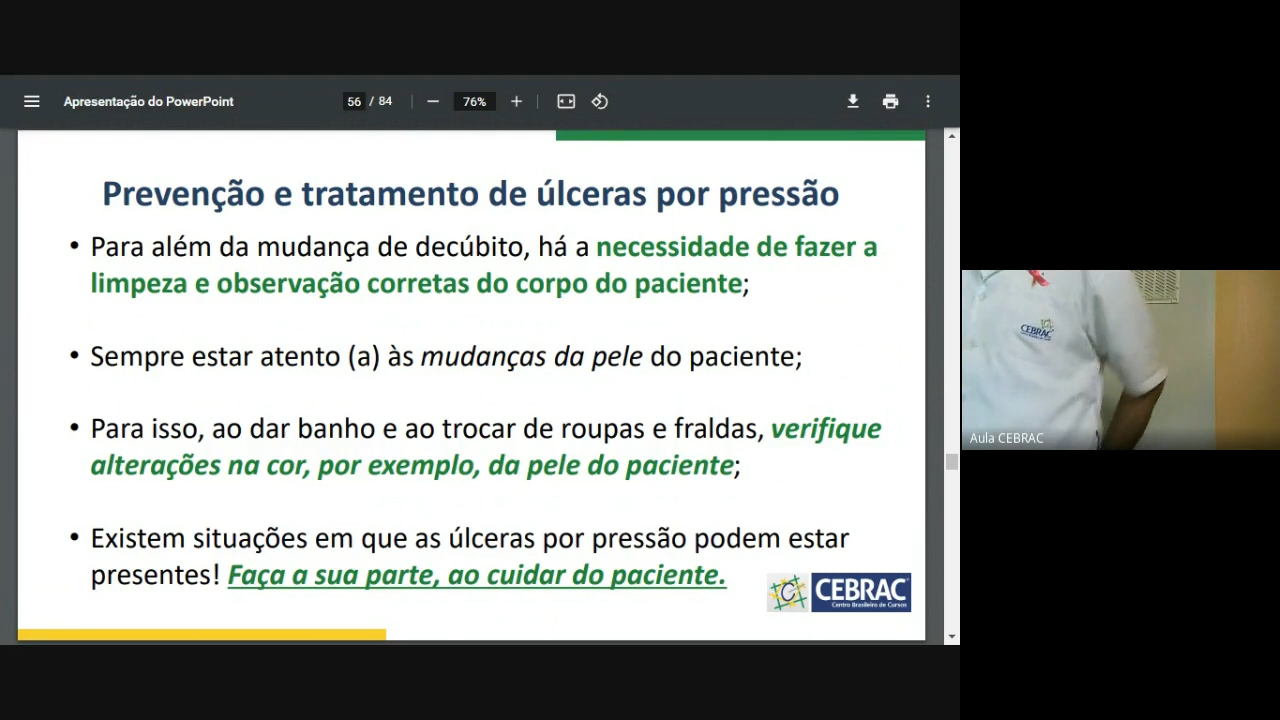 Apresentação do PowerPoint
56 / 84
76%
Prevenção e tratamento de úlceras por pressão
• Para além da mudança de decúbito, há a necessidade de fazer a
limpeza e observação corretas do corpo do paciente;
• Sempre estar atento (a) às mudanças da pele do paciente;
• Para isso, ao dar banho e ao trocar de roupas e fraldas, verifique
alterações na cor, por exemplo, da pele do paciente;
• Existem situações em que as úlceras por pressão podem estar
presentes! Faça a sua parte, ao cuidar do paciente.
CEBRAC
Centro Brasileiro de Cursos
CEBRAC
Aula CEBRAC